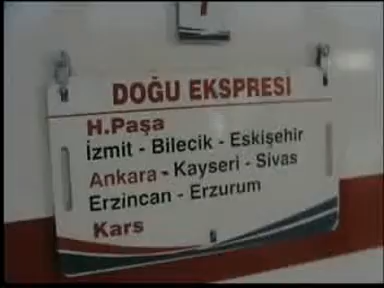 DOĞU EKSPRESİ
H.Paşa
İzmit - Bilecik - Eskişehir
Ankara - Kayseri - Sivas
Erzincan - Erzurum
Kars